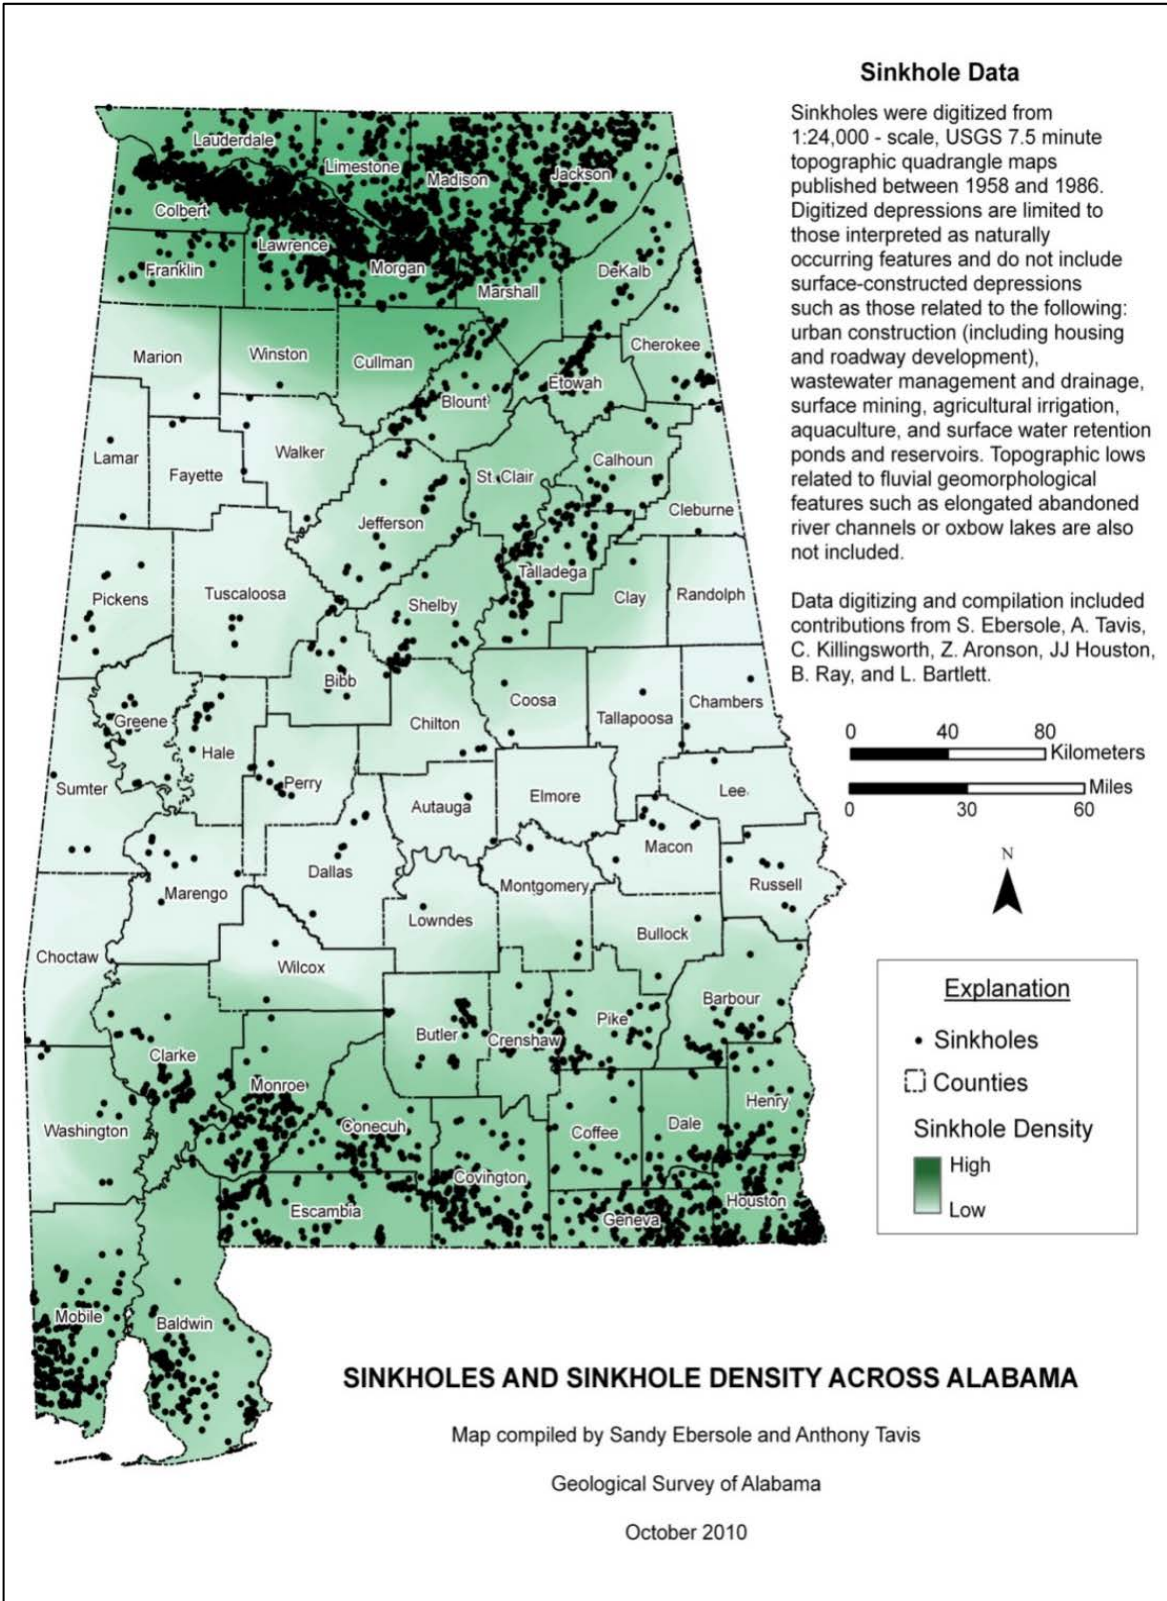 Sinkhole Data
Sinkholes were digitized from
1:24,000 - scale, USGS 7.5 minute
topographic quadrangle maps
published between 1958 and 1986.
Digitized depressions are limited to
those interpreted as naturally
occurring features and do not include
surface-constructed depressions
such as those related to the following:
urban construction (including housing
and roadway development),
wastewater management and drainage,
surface mining, agricultural irrigation,
aquaculture, and surface water retention
ponds and reservoirs. Topographic lows
related to fluvial geomorphological
features such as elongated abandoned
river channels or oxbow lakes are also
not included.
Data digitizing and compilation included
contributions from S. Ebersole, A. Tavis,
C. Killingsworth, Z. Aronson, JJ Houston,
B. Ray, and L. Bartlett.
0 40 80
Kilometers
Miles
0 30 60
N
Explanation
Sinkholes
Counties
Sinkhole Density
High
Low
Lauderdale
Limestone
Madison
Jackson
Colbert
Lawrence
Franklin
Morgan
Marshall
DeKalb
Marion
Winston
Cullman
Cherokee
Etowah
Blount
Lamar
Fayette
Walker
St. Clair
Calhoun
Jefferson
Cleburne
Talladega
Pickens
Tuscaloosa
Shelby
Clay
Randolph
Bibb
Greene
Hale
Chilton
Coosa
Tallapoosa
Chambers
Sumter
Perry
Autauga
Elmore
Lee
Macon
Dallas
Marengo
Montgomery
Russell
Lowndes
Bullock
Choctaw
Wilcox
Barbour
Butler
Crenshaw
Pike
Clarke
Monroe
Washington
Conecuh
Coffee
Dale
Henry
Covington
Escambia
Geneva
Houston
Mobile
Baldwin
SINKHOLES AND SINKHOLE DENSITY ACROSS ALABAMA
Map compiled by Sandy Ebersole and Anthony Tavis
Geological Survey of Alabama
October 2010